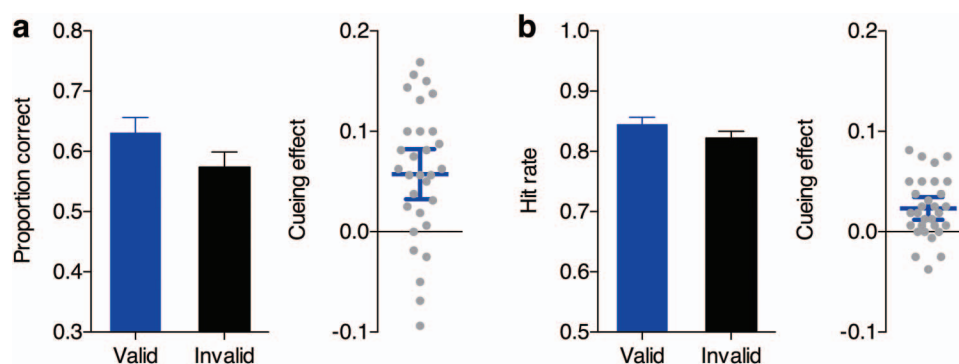 a
Proportion correct
0.8
0.7
0.6
0.5
0.4
0.3
Valid Invalid
Cueing effect
0.2
0.1
0.0
-0.1
b
Hit rate
1.0
0.9
0.8
0.7
0.6
0.5
Valid Invalid
Cueing effect
0.2
0.1
0.0
-0.1